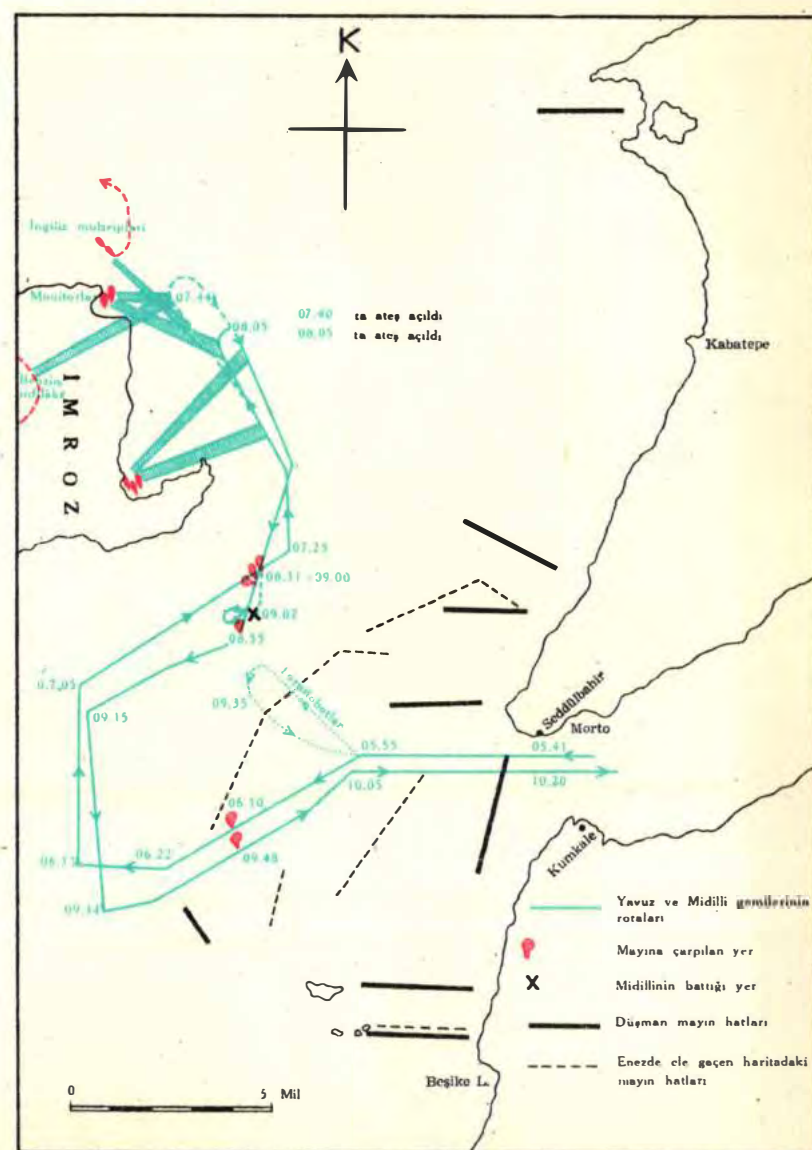 K
İngiliz muhripleri
Monitorlar
07.44
08.05
07.40 ta ateş açıldı
08.05 ta ateş açıldı
Kabatepe
İMROZ
07.25
08.31 - 09.00
09.02
08.55
07.05
09.15
Torpidobotlar
09.35
Seddülbahir
Morto
05.55
05.41
10.05
10.20
06.10
06.22
09.48
Kumkale
Yavuz ve Midilli gemilerinin
rotaları
Mayına çarpılan yer
X Midillinin battığı yer
Düşman mayın hatları
Enezde ele geçen haritadaki
mayın hatları
Beşike L.
0 5 Mil